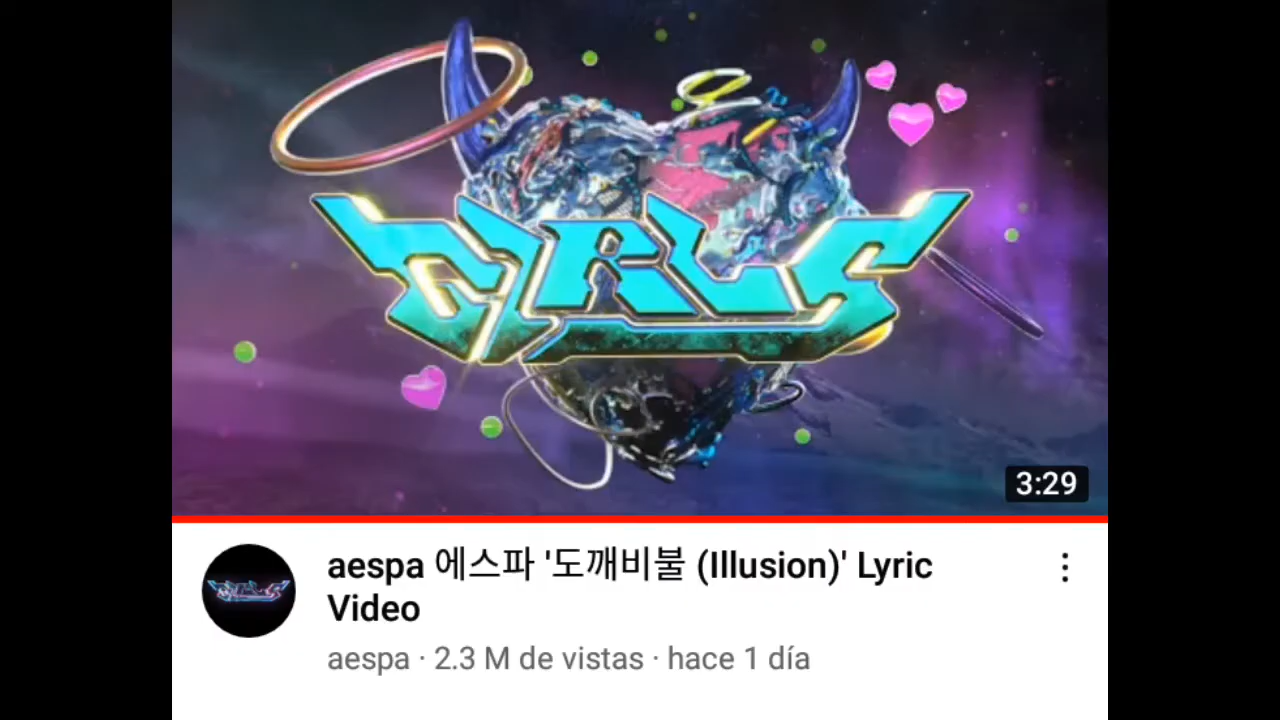 GIRLS
3:29
aespa 에스파 '도깨비불 (Illusion)' Lyric
Video
aespa · 2.3 M de vistas · hace 1 día